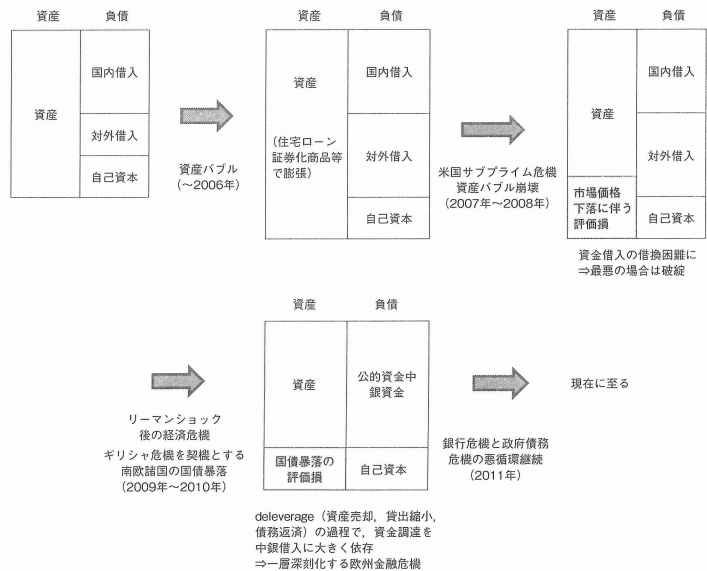 資産 負債
資産
国内借入
対外借入
自己資本
資産バブル
（～2006年）
資産 負債
資産
（住宅ローン
証券化商品等
で膨張）
国内借入
対外借入
自己資本
米国サブプライム危機
資産バブル崩壊
（2007年～2008年）
資産 負債
資産
市場価格
下落に伴う
評価損
国内借入
対外借入
自己資本
資金借入の借換困難に
⇒最悪の場合は破綻
リーマンショック
後の経済危機
ギリシャ危機を契機とする
南欧諸国の国債暴落
（2009年～2010年）
資産 負債
資産
国債暴落の
評価損
公的資金中
銀資金
自己資本
deleverage（資産売却，貸出縮小，
債務返済）の過程で，資金調達を
中銀借入に大きく依存
⇒一層深刻化する欧州金融危機
銀行危機と政府債務
危機の悪循環継続
（2011年）
現在に至る